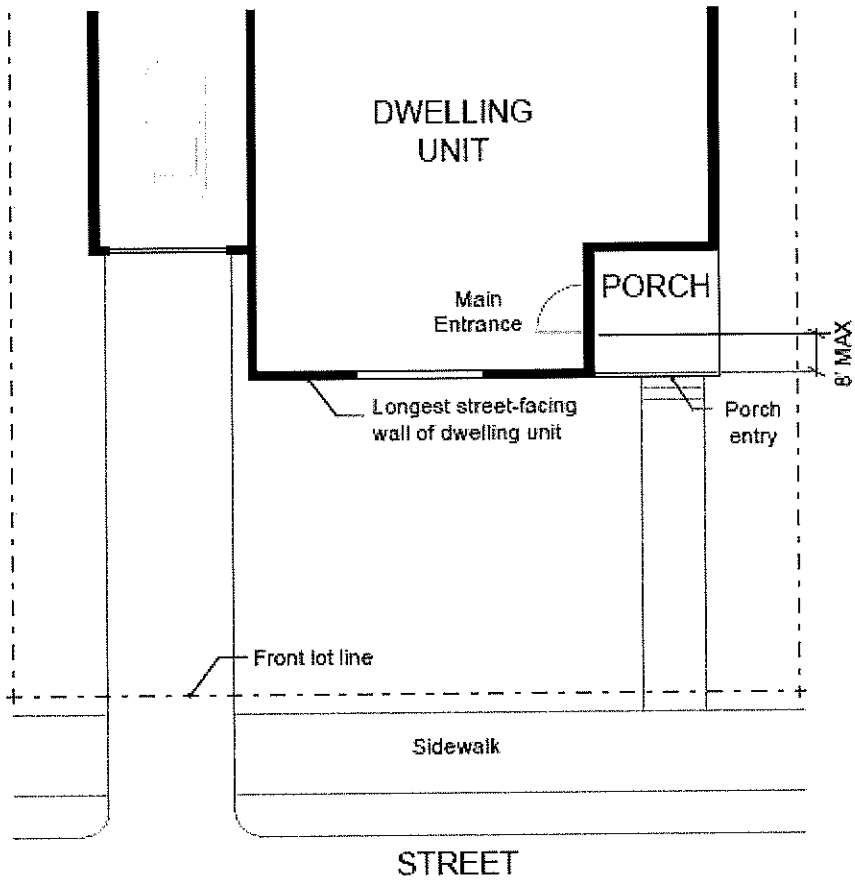 DWELLING
UNIT
Main
Entrance
PORCH
8' MAX
Longest street-facing
wall of dwelling unit
Porch
entry
Front lot line
Sidewalk
STREET